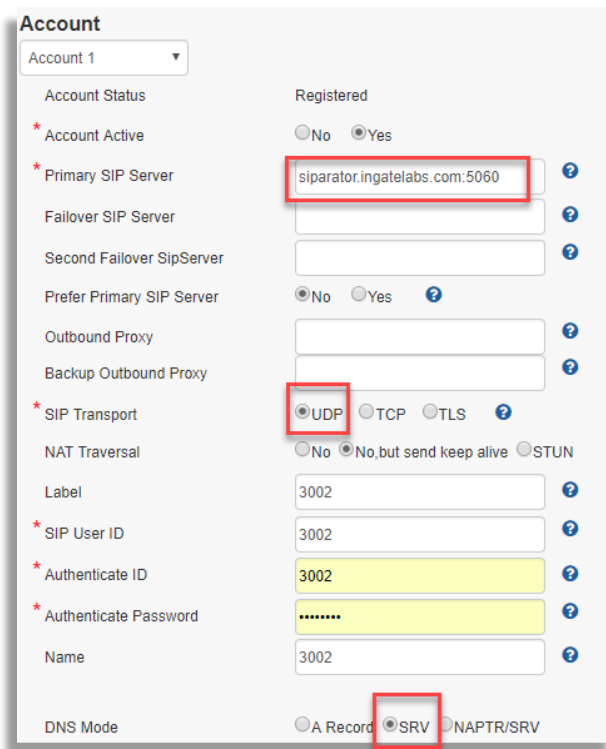 Account
Account 1
Account Status Registered
* Account Active No Yes
* Primary SIP Server siparator.ingatelabs.com:5060 ?
Failover SIP Server ?
Second Failover SipServer ?
Prefer Primary SIP Server No Yes ?
Outbound Proxy ?
Backup Outbound Proxy ?
* SIP Transport UDP TCP TLS ?
NAT Traversal No No,but send keep alive STUN
Label 3002 ?
* SIP User ID 3002 ?
* Authenticate ID 3002 ?
* Authenticate Password •••••••• ?
Name 3002 ?
DNS Mode A Record SRV NAPTR/SRV